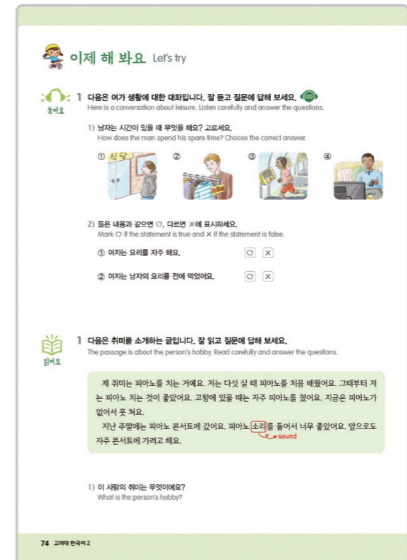 이제 해 봐요 Let's try
들어요
1 다음은 여가 생활에 대한 대화입니다. 잘 듣고 질문에 답해 보세요.
Here is a conversation about leisure. Listen carefully and answer the questions.
1) 남자는 시간이 있을 때 무엇을 해요? 고르세요.
How does the man spend his spare time? Choose the correct answer.
① ② ③ ④
식당
2) 들은 내용과 같으면 ○, 다르면 ×에 표시하세요.
Mark ○ if the statement is true and × if the statement is false.
① 여자는 요리를 자주 해요. ○ ×
② 여자는 남자의 요리를 전에 먹었어요. ○ ×
읽어요
1 다음은 취미를 소개하는 글입니다. 잘 읽고 질문에 답해 보세요.
The passage is about the person's hobby. Read carefully and answer the questions.
제 취미는 피아노를 치는 거예요. 저는 다섯 살 때 피아노를 처음 배웠어요. 그때부터 저
는 피아노 치는 것이 좋았어요. 고향에 있을 때는 자주 피아노를 쳤어요. 지금은 피아노가
없어서 못 쳐요.
지난 주말에는 피아노 콘서트에 갔어요. 피아노 소리를 들어서 너무 좋았어요. 앞으로도
sound
자주 콘서트에 가려고 해요.
1) 이 사람의 취미는 무엇이에요?
What is the person's hobby?
74 고려대 한국어 2